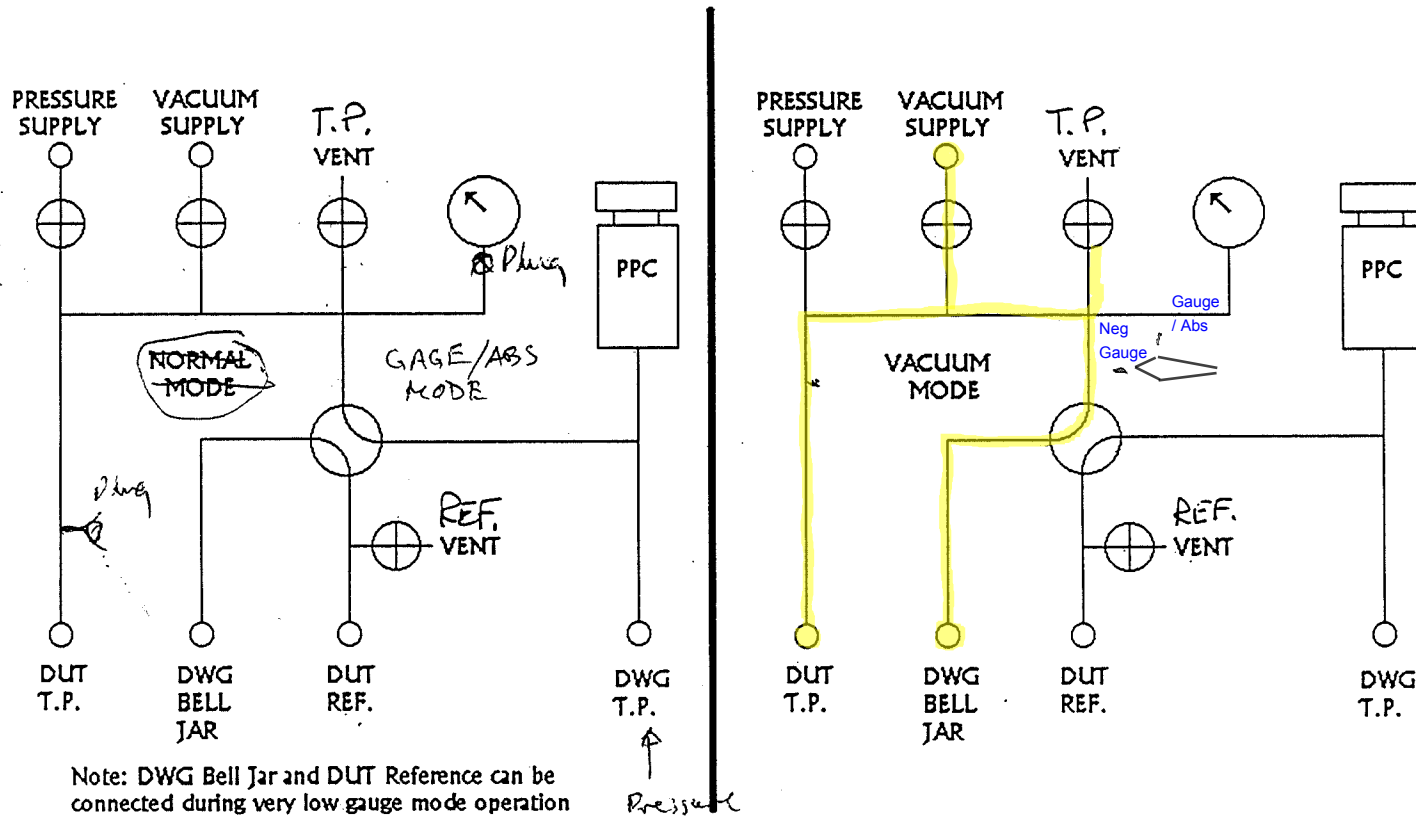 PRESSURE
SUPPLY
VACUUM
SUPPLY
T.P.
VENT
Plug
PPC
NORMAL
MODE
GAGE/ABS
MODE
Plug
REF.
VENT
DUT
T.P.
DWG
BELL
JAR
DUT
REF.
DWG
T.P.
Pressure
Note: DWG Bell Jar and DUT Reference can be
connected during very low gauge mode operation
PRESSURE
SUPPLY
VACUUM
SUPPLY
T.P.
VENT
PPC
Gauge
/ Abs
Neg
Gauge
VACUUM
MODE
REF.
VENT
DUT
T.P.
DWG
BELL
JAR
DUT
REF.
DWG
T.P.